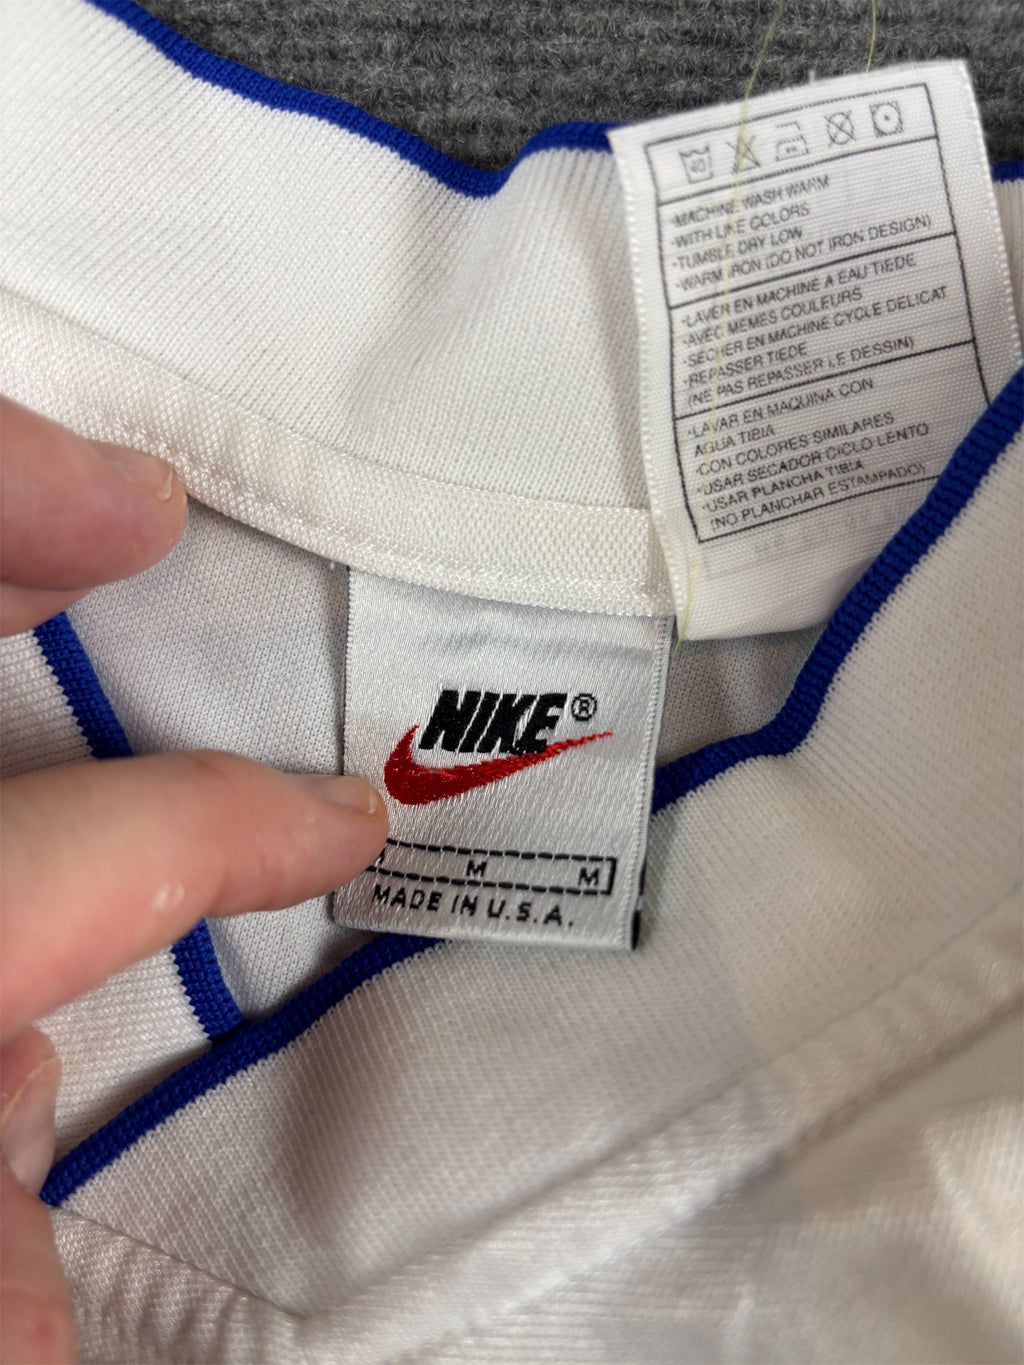 40
·MACHINE WASH WARM
·WITH LIKE COLORS
·TUMBLE DRY LOW
·WARM IRON (DO NOT IRON DESIGN)
·LAVER EN MACHINE À EAU TIEDE
·AVEC MEMES COULEURS
·SECHER EN MACHINE CYCLE DELICAT
·REPASSER TIEDE
(NE PAS REPASSER LE DESSIN)
·LAVAR EN MAQUINA CON
AGUA TIBIA
·CON COLORES SIMILARES
·USAR SECADOR CICLO LENTO
·USAR PLANCHA TIBIA
(NO PLANCHAR ESTAMPADO)
NIKE®
M M
MADE IN U.S.A.